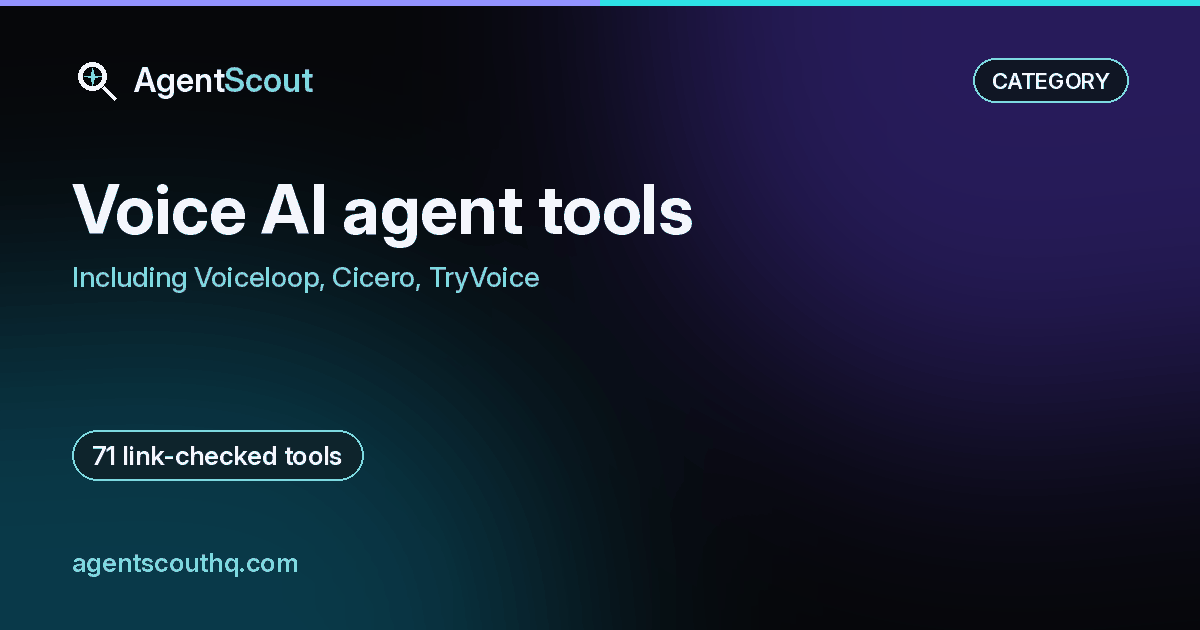 AgentScout
CATEGORY
Voice AI agent tools
Including Voiceloop, Cicero, TryVoice
71 link-checked tools
agentscouthq.com